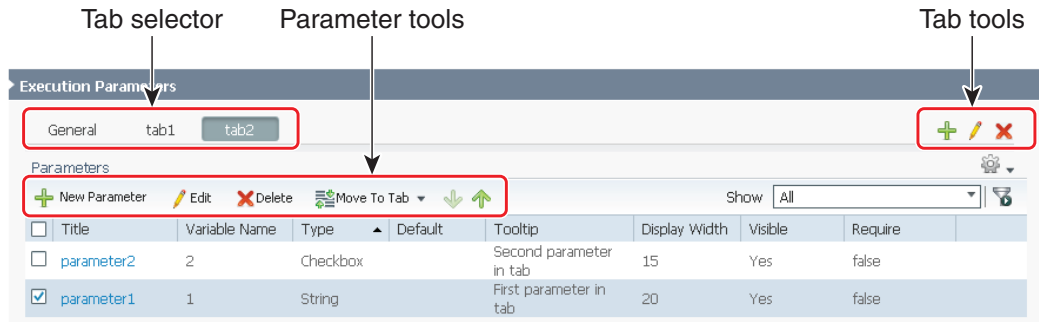 Tab selector Parameter tools Tab tools
Execution Parameters
General tab1 tab2
Parameters
New Parameter Edit Delete Move To Tab Show All
Title Variable Name Type Default Tooltip Display Width Visible Require
parameter2 2 Checkbox Second parameter in tab 15 Yes false
parameter1 1 String First parameter in tab 20 Yes false